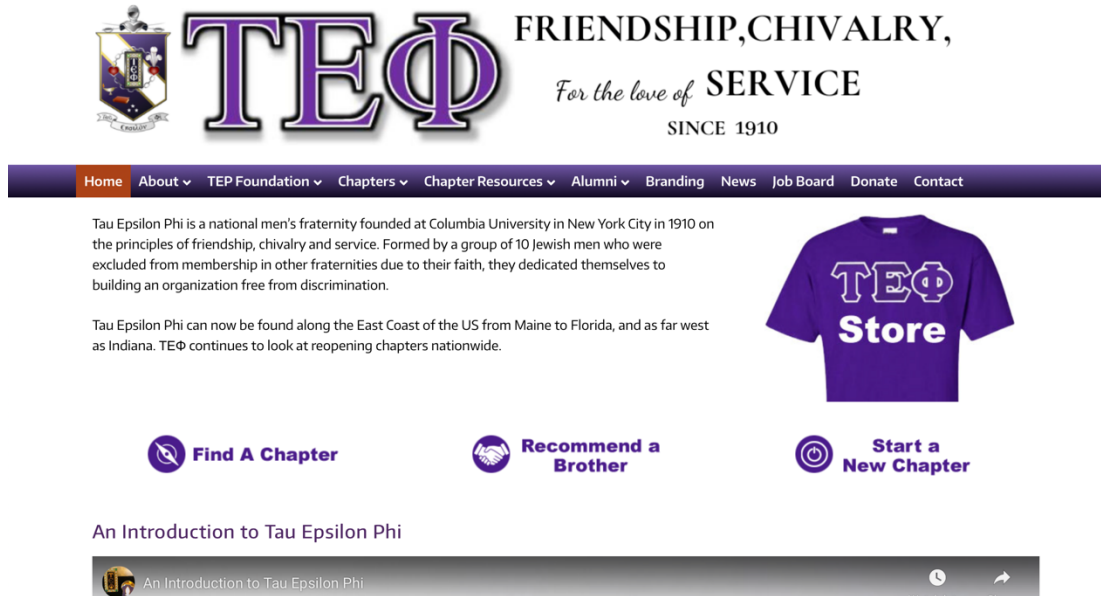 ΤΕΦ
FRIENDSHIP,CHIVALRY,
For the love of SERVICE
SINCE 1910
Home About TEP Foundation Chapters Chapter Resources Alumni Branding News Job Board Donate Contact
Tau Epsilon Phi is a national men's fraternity founded at Columbia University in New York City in 1910 on
the principles of friendship, chivalry and service. Formed by a group of 10 Jewish men who were
excluded from membership in other fraternities due to their faith, they dedicated themselves to
building an organization free from discrimination.
Tau Epsilon Phi can now be found along the East Coast of the US from Maine to Florida, and as far west
as Indiana. ΤΕΦ continues to look at reopening chapters nationwide.
ΤΕΦ
Store
Find A Chapter
Recommend a
Brother
Start a
New Chapter
An Introduction to Tau Epsilon Phi
An Introduction to Tau Epsilon Phi